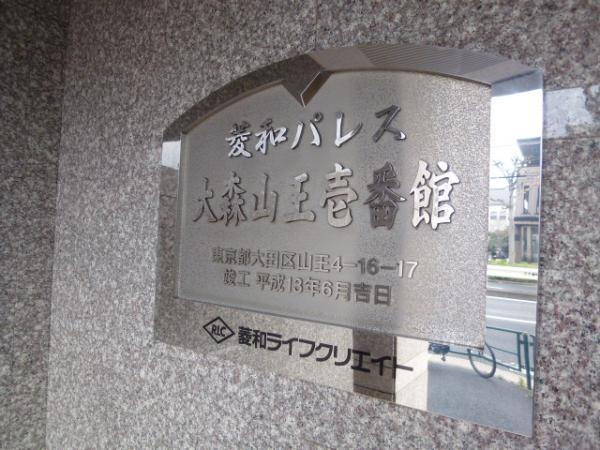 菱和パレス
大森山王壱番館
東京都大田区山王4-16-17
竣工 平成13年6月吉日
RLC 菱和ライフクリエイト